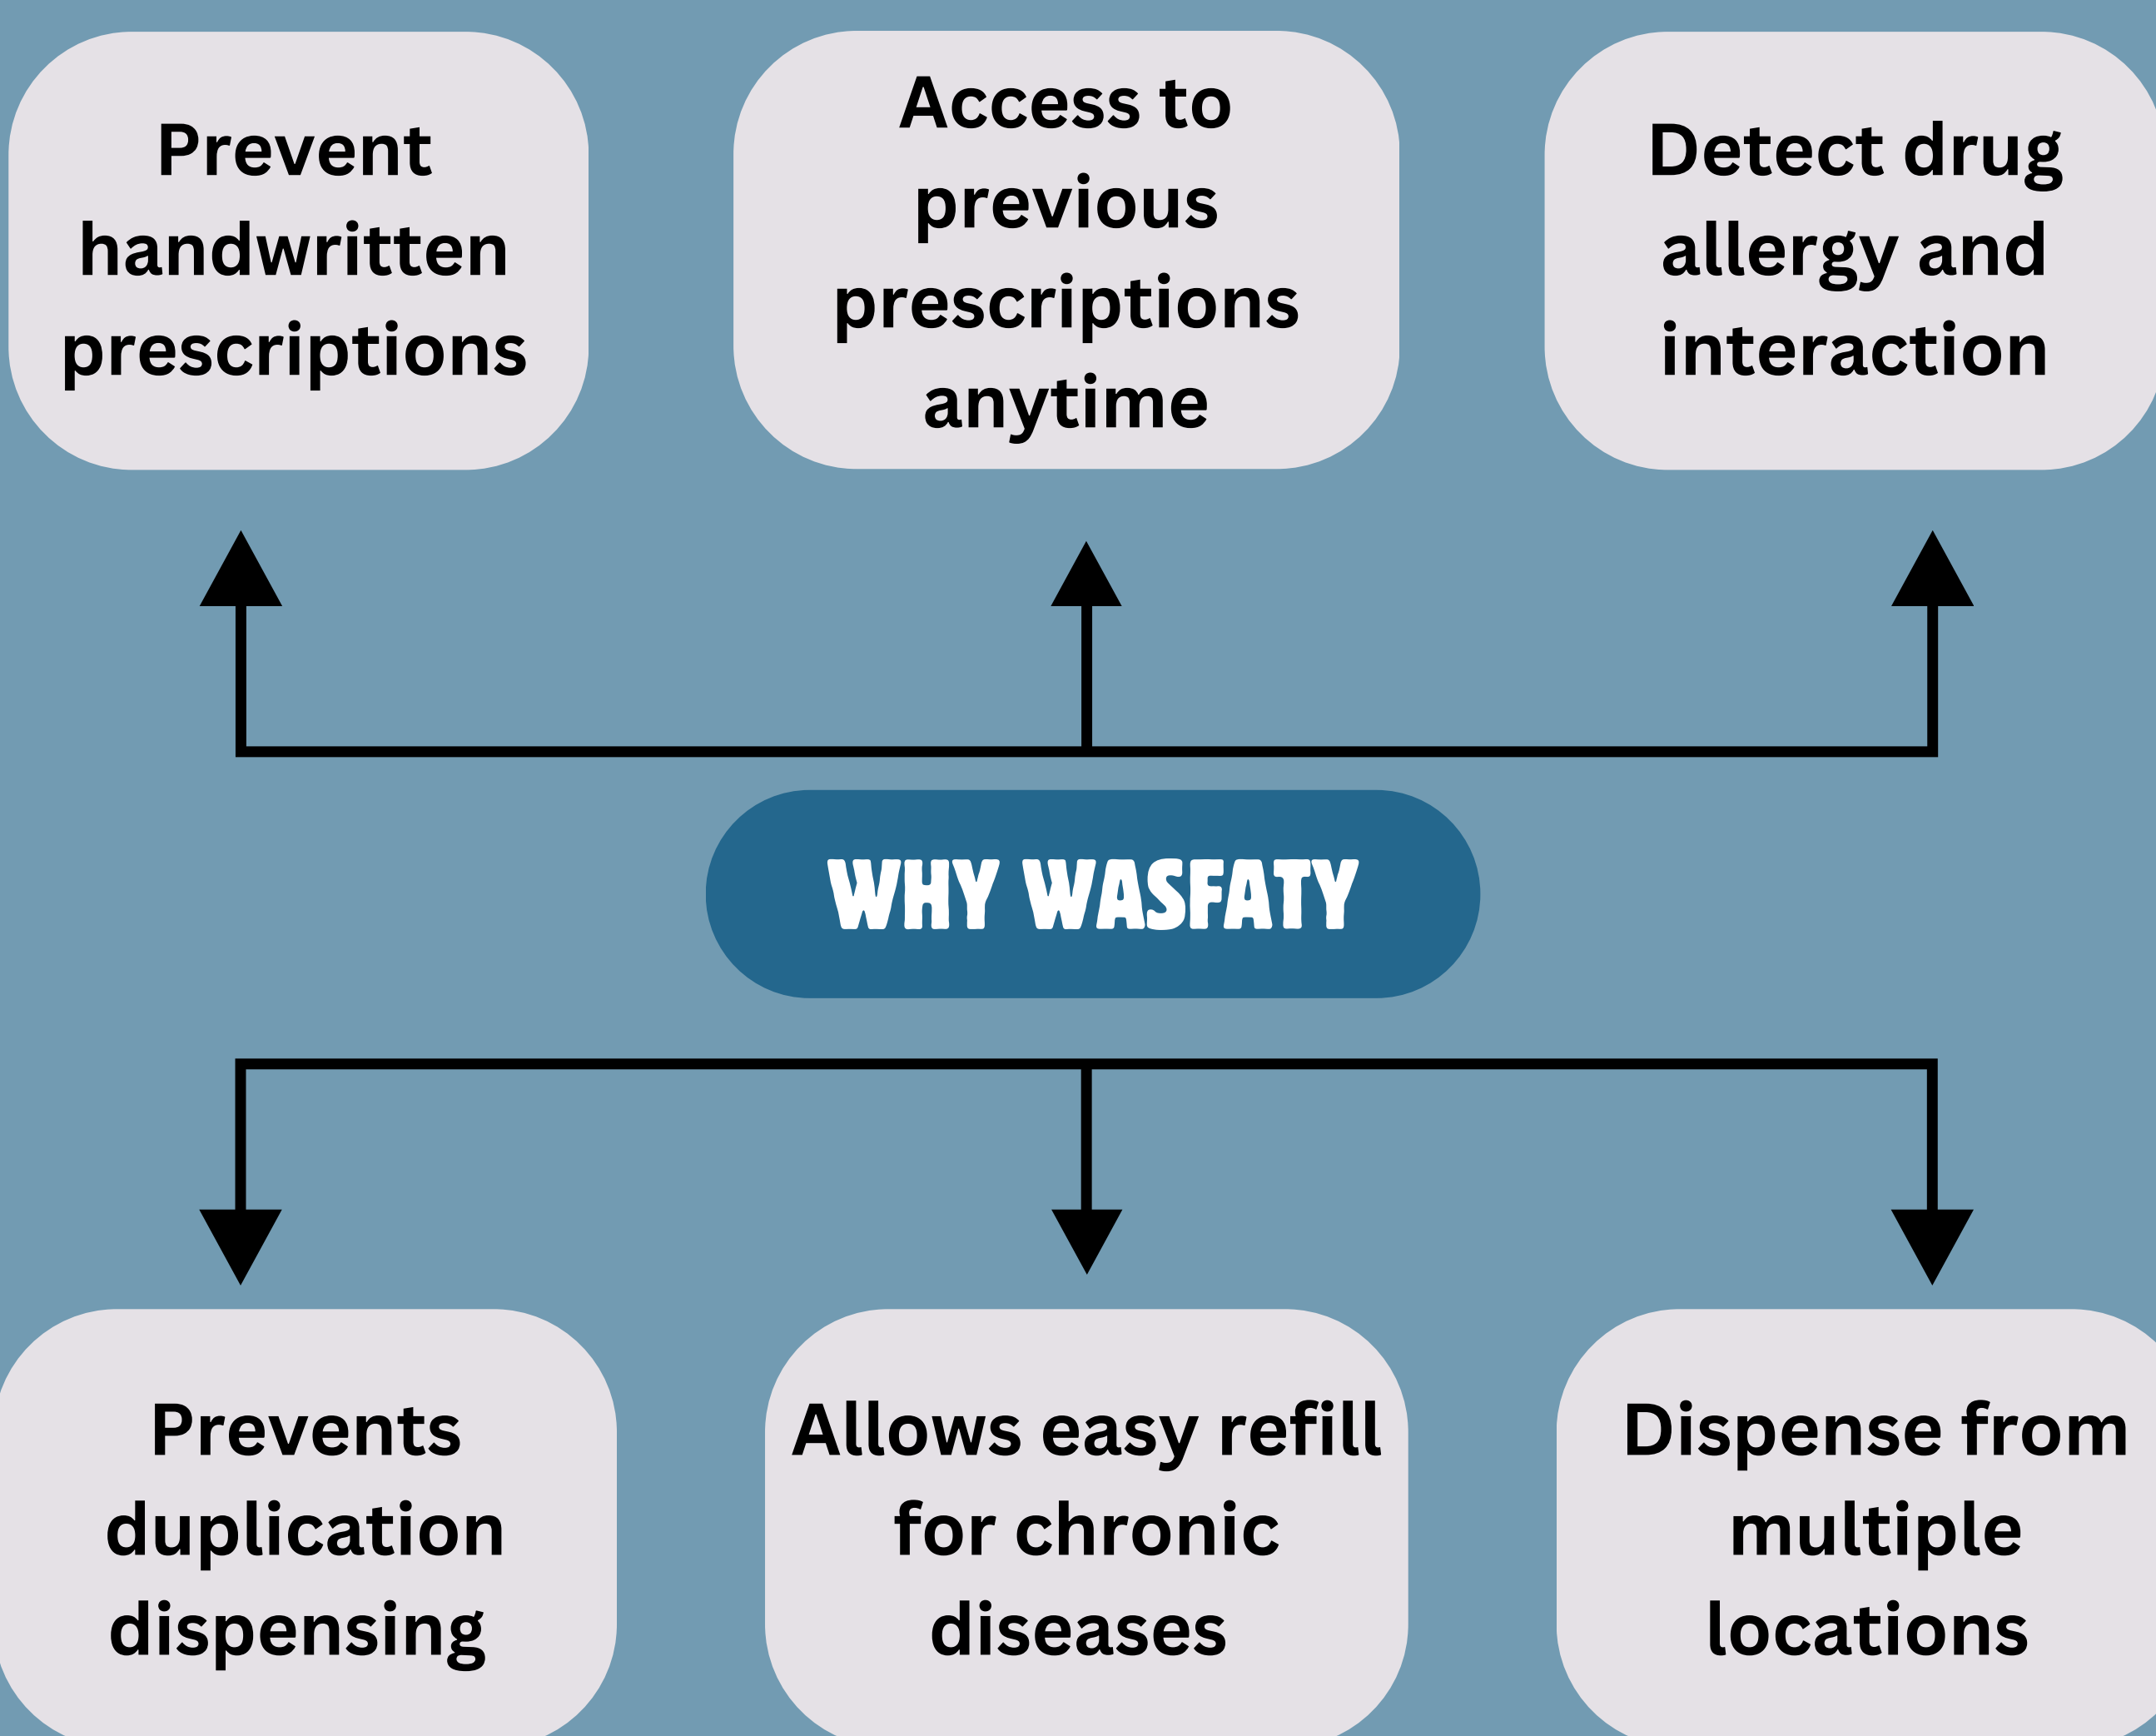 Prevent
handwritten
prescriptions
Access to
previous
prescriptions
anytime
Detect drug
allergy and
interaction
WHY WASFATY
Prevents
duplication
dispensing
Allows easy refill
for chronic
diseases
Dispense from
multiple
locations